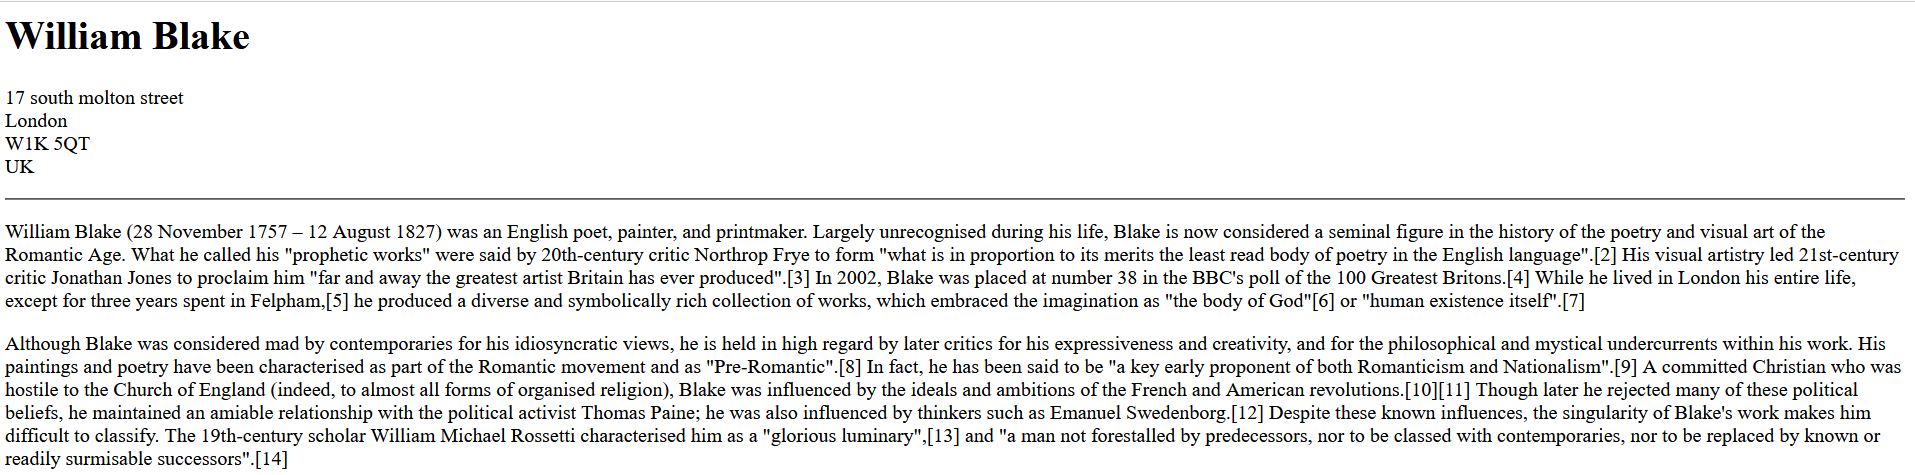 William Blake
17 south molton street
London
W1K 5QT
UK
William Blake (28 November 1757 – 12 August 1827) was an English poet, painter, and printmaker. Largely unrecognised during his life, Blake is now considered a seminal figure in the history of the poetry and visual art of the
Romantic Age. What he called his "prophetic works" were said by 20th-century critic Northrop Frye to form "what is in proportion to its merits the least read body of poetry in the English language".[2] His visual artistry led 21st-century
critic Jonathan Jones to proclaim him "far and away the greatest artist Britain has ever produced".[3] In 2002, Blake was placed at number 38 in the BBC's poll of the 100 Greatest Britons.[4] While he lived in London his entire life,
except for three years spent in Felpham,[5] he produced a diverse and symbolically rich collection of works, which embraced the imagination as "the body of God"[6] or "human existence itself".[7]
Although Blake was considered mad by contemporaries for his idiosyncratic views, he is held in high regard by later critics for his expressiveness and creativity, and for the philosophical and mystical undercurrents within his work. His
paintings and poetry have been characterised as part of the Romantic movement and as "Pre-Romantic".[8] In fact, he has been said to be "a key early proponent of both Romanticism and Nationalism".[9] A committed Christian who was
hostile to the Church of England (indeed, to almost all forms of organised religion), Blake was influenced by the ideals and ambitions of the French and American revolutions.[10][11] Though later he rejected many of these political
beliefs, he maintained an amiable relationship with the political activist Thomas Paine; he was also influenced by thinkers such as Emanuel Swedenborg.[12] Despite these known influences, the singularity of Blake's work makes him
difficult to classify. The 19th-century scholar William Michael Rossetti characterised him as a "glorious luminary",[13] and "a man not forestalled by predecessors, nor to be classed with contemporaries, nor to be replaced by known or
readily surmisable successors".[14]